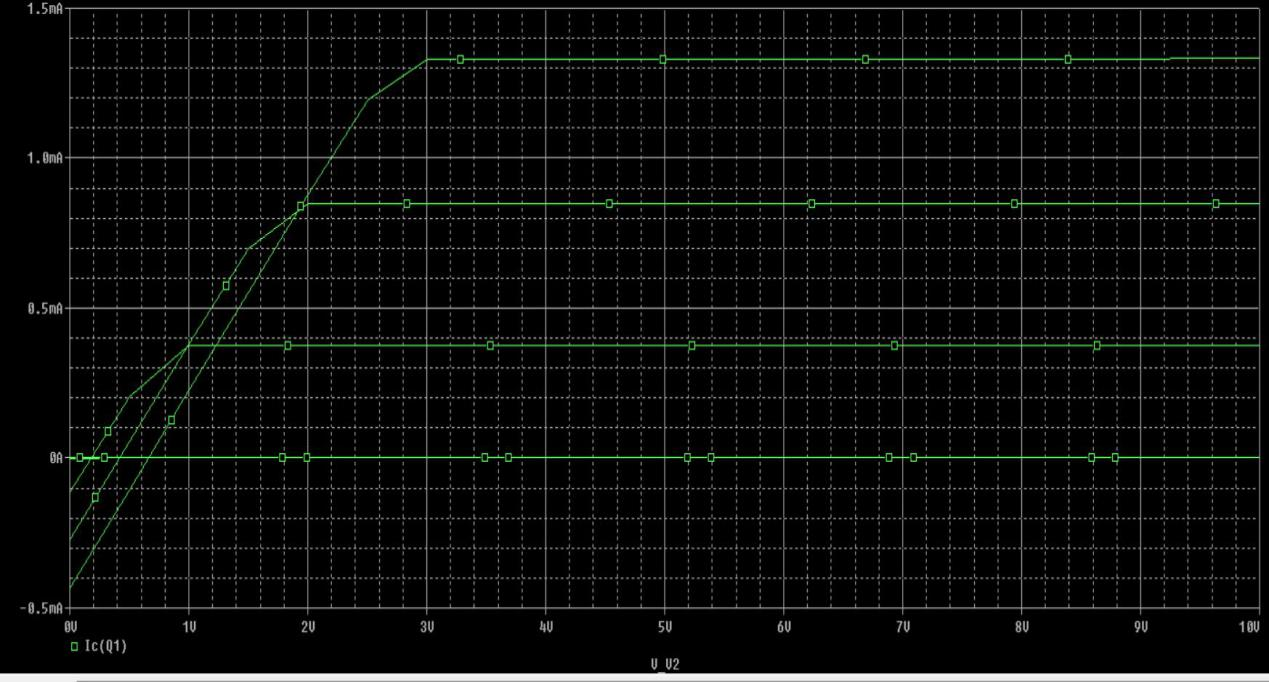 1.5mA
1.0mA
0.5mA
0A
-0.5mA
0V 1V 2V 3V 4V 5V 6V 7V 8V 9V 10V
Ic(Q1)
V_V2